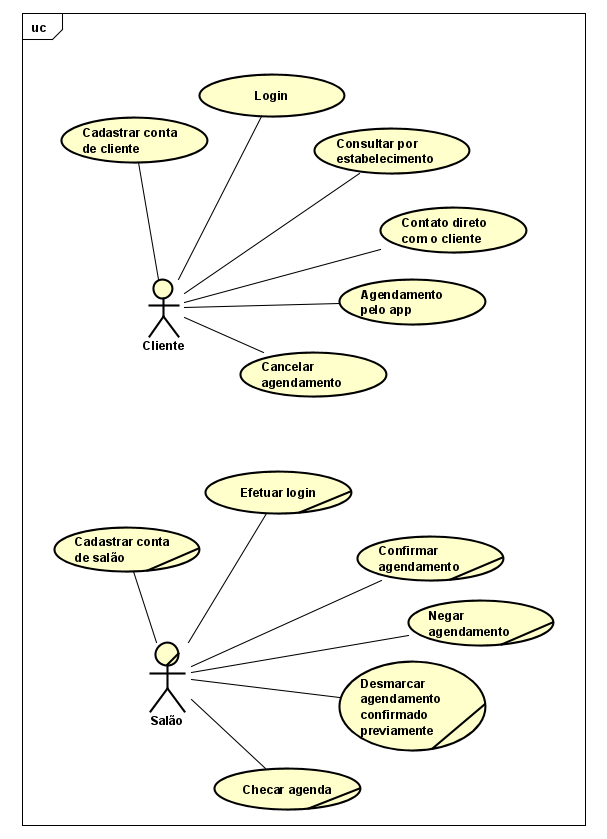 uc
Login
Cadastrar conta
de cliente
Consultar por
estabelecimento
Contato direto
com o cliente
Agendamento
pelo app
Cliente
Cancelar
agendamento
Efetuar login
Cadastrar conta
de salão
Confirmar
agendamento
Negar
agendamento
Desmarcar
agendamento
confirmado
previamente
Salão
Checar agenda